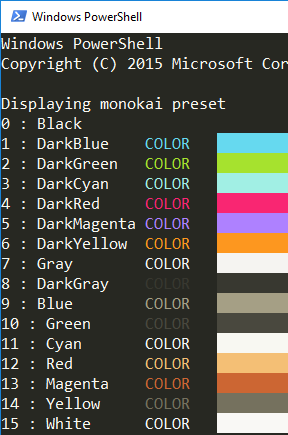 Windows PowerShell
Windows PowerShell
Copyright (C) 2015 Microsoft Cor
Displaying monokai preset
0 : Black
1 : DarkBlue COLOR
2 : DarkGreen COLOR
3 : DarkCyan COLOR
4 : DarkRed COLOR
5 : DarkMagenta COLOR
6 : DarkYellow COLOR
7 : Gray COLOR
8 : DarkGray COLOR
9 : Blue COLOR
10 : Green COLOR
11 : Cyan COLOR
12 : Red COLOR
13 : Magenta COLOR
14 : Yellow COLOR
15 : White COLOR